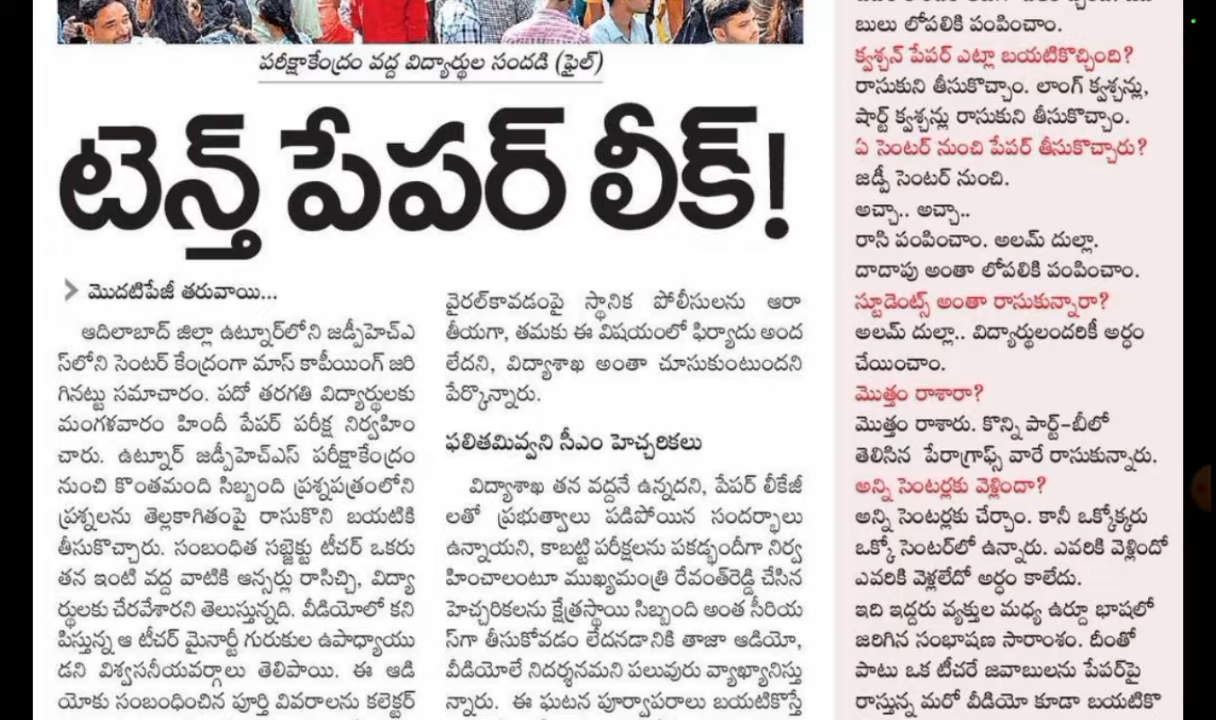 పరీక్షాకేంద్రం వద్ద విద్యార్థుల సందడి (ఫైల్)
టెన్త్ పేపర్ లీక్!
మొదటిపేజీ తరువాయి...
ఆదిలాబాద్ జిల్లా ఉట్నూర్‌లోని జడ్పీహెచ్ఎ
స్‌లోని సెంటర్ కేంద్రంగా మాస్ కాపీయింగ్ జరి
గినట్టు సమాచారం. పదో తరగతి విద్యార్థులకు
మంగళవారం హిందీ పేపర్ పరీక్ష నిర్వహిం
చారు. ఉట్నూర్ జడ్పీహెచ్ఎస్ పరీక్షాకేంద్రం
నుంచి కొంతమంది సిబ్బంది ప్రశ్నపత్రంలోని
ప్రశ్నలను తెల్లకాగితంపై రాసుకొని బయటికి
తీసుకొచ్చారు. సంబంధిత సబ్జెక్టు టీచర్ ఒకరు
తన ఇంటి వద్ద వాటికి ఆన్సర్లు రాసిచ్చి, విద్యా
ర్థులకు చేరవేశారని తెలుస్తున్నది. వీడియోలో కని
పిస్తున్న ఆ టీచర్ మైనార్టీ గురుకుల ఉపాధ్యాయు
డని విశ్వసనీయవర్గాలు తెలిపాయి. ఈ ఆడి
యోకు సంబంధించిన పూర్తి వివరాలను కలెక్టర్
వైరల్‌కావడంపై స్థానిక పోలీసులను ఆరా
తీయగా, తమకు ఈ విషయంలో ఫిర్యాదు అంద
లేదని, విద్యాశాఖ అంతా చూసుకుంటుందని
పేర్కొన్నారు.
ఫలితమివ్వని సీఎం హెచ్చరికలు
విద్యాశాఖ తన వద్దనే ఉన్నదని, పేపర్ లీకేజీ
లతో ప్రభుత్వాలు పడిపోయిన సందర్భాలు
ఉన్నాయని, కాబట్టి పరీక్షలను పకడ్బందీగా నిర్వ
హించాలంటూ ముఖ్యమంత్రి రేవంత్‌రెడ్డి చేసిన
హెచ్చరికలను క్షేత్రస్థాయి సిబ్బంది అంత సీరియ
స్‌గా తీసుకోవడం లేదనడానికి తాజా ఆడియో,
వీడియోలే నిదర్శనమని పలువురు వ్యాఖ్యానిస్తు
న్నారు. ఈ ఘటన పూర్వాపరాలు బయటికొస్తే
బులు లోపలికి పంపించాం.
క్వశ్చన్ పేపర్ ఎట్లా బయటికొచ్చింది?
రాసుకుని తీసుకొచ్చాం. లాంగ్ క్వశ్చన్లు,
షార్ట్ క్వశ్చన్లు రాసుకుని తీసుకొచ్చాం.
ఏ సెంటర్ నుంచి పేపర్ తీసుకొచ్చారు?
జడ్పీ సెంటర్ నుంచి.
అచ్చా.. అచ్చా..
రాసి పంపించాం. అలమ్ దుల్లా.
దాదాపు అంతా లోపలికి పంపించాం.
స్టూడెంట్స్ అంతా రాసుకున్నారా?
అలమ్ దుల్లా.. విద్యార్థులందరికీ అర్థం
చేయించాం.
మొత్తం రాశారా?
మొత్తం రాశారు. కొన్ని పార్ట్-బీలో
తెలిసిన పేరాగ్రాఫ్స్ వారే రాసుకున్నారు.
అన్ని సెంటర్లకు వెళ్లిందా?
అన్ని సెంటర్లకు చేర్చాం. కానీ ఒక్కోక్కరు
ఒక్కో సెంటర్‌లో ఉన్నారు. ఎవరికి వెళ్లిందో
ఎవరికి వెళ్లలేదో అర్థం కాలేదు.
ఇది ఇద్దరు వ్యక్తుల మధ్య ఉర్దూ భాషలో
జరిగిన సంభాషణ సారాంశం. దీంతో
పాటు ఒక టీచరే జవాబులను పేపర్‌పై
రాస్తున్న మరో వీడియో కూడా బయటికొ